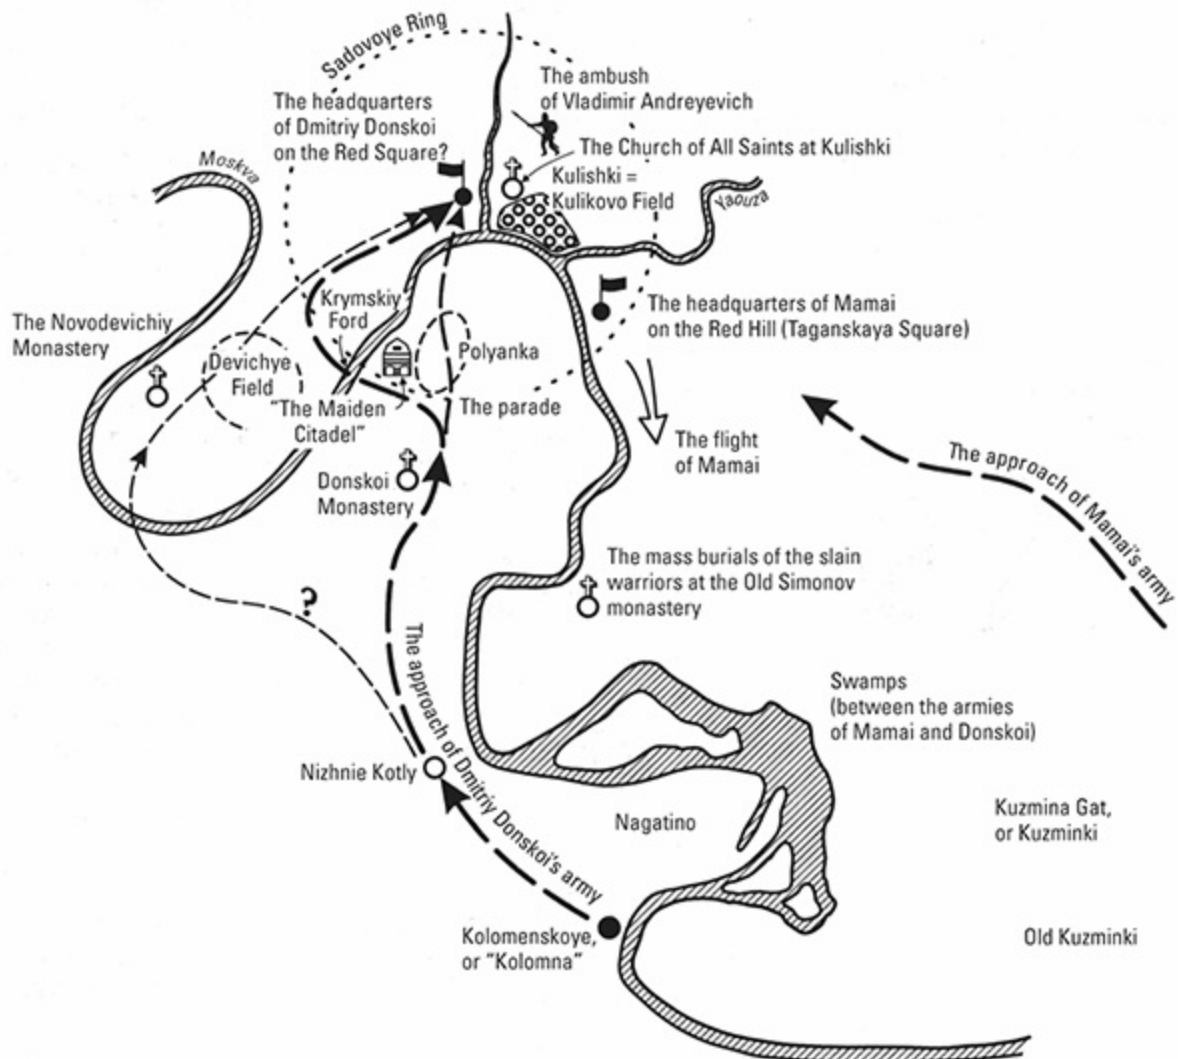 Sadovoye Ring
The ambush
of Vladimir Andreyevich
The headquarters
of Dmitriy Donskoi
on the Red Square?
The Church of All Saints at Kulishki
Moskva
Kulishki =
Kulikovo Field
Yaouza
The headquarters of Mamai
on the Red Hill (Taganskaya Square)
Krymskiy
Ford
The Novodevichiy
Monastery
Devichye
Field
Polyanka
"The Maiden
Citadel"
The parade
The flight
of Mamai
The approach of Mamai's army
Donskoi
Monastery
The mass burials of the slain
warriors at the Old Simonov
monastery
?
The approach of Dmitriy Donskoi's army
Swamps
(between the armies
of Mamai and Donskoi)
Nizhnie Kotly
Nagatino
Kuzmina Gat,
or Kuzminki
Kolomenskoye,
or "Kolomna"
Old Kuzminki